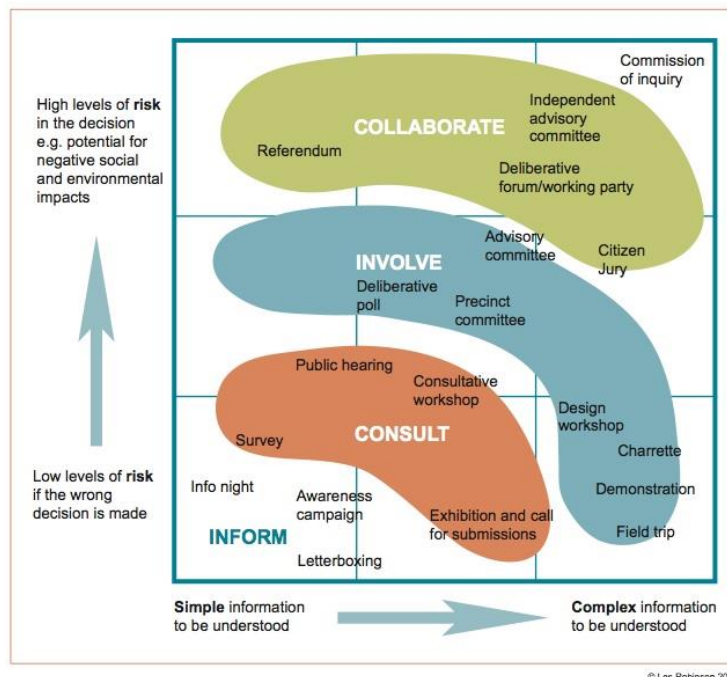 High levels of risk
in the decision
e.g. potential for
negative social
and environmental
impacts
Low levels of risk
if the wrong
decision is made
Commission
of inquiry
Independent
advisory
committee
COLLABORATE
Referendum
Deliberative
forum/working party
Citizen
Jury
Advisory
committee
INVOLVE
Deliberative
poll
Precinct
committee
Public hearing
Consultative
workshop
CONSULT
Survey
Design
workshop
Charrette
Demonstration
Field trip
Info night
Awareness
campaign
Exhibition and call
for submissions
INFORM
Letterboxing
Simple information
to be understood
Complex information
to be understood